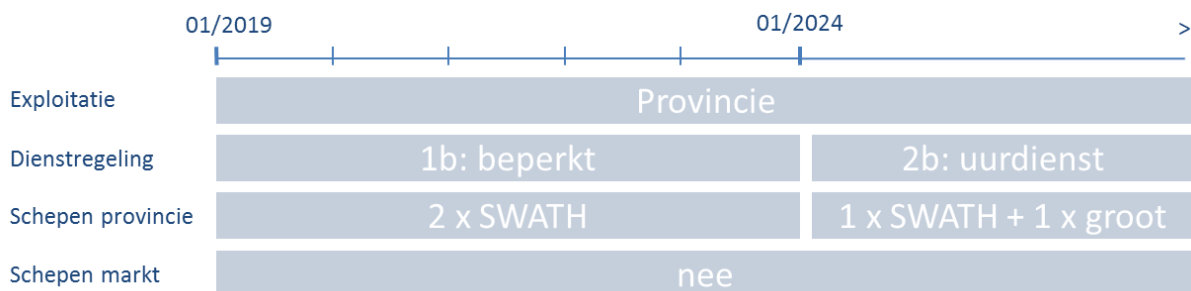 01/2019 01/2024 >
Exploitatie Provincie
Dienstregeling 1b: beperkt 2b: uurdienst
Schepen provincie 2 x SWATH 1 x SWATH + 1 x groot
Schepen markt nee